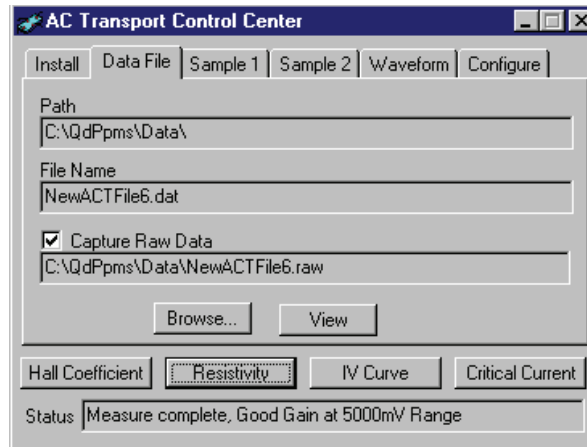 AC Transport Control Center
Install Data File Sample 1 Sample 2 Waveform Configure
Path
C:\QdPpms\Data\
File Name
NewACTFile6.dat
Capture Raw Data
C:\QdPpms\Data\NewACTFile6.raw
Browse... View
Hall Coefficient Resistivity IV Curve Critical Current
Status Measure complete, Good Gain at 5000mV Range